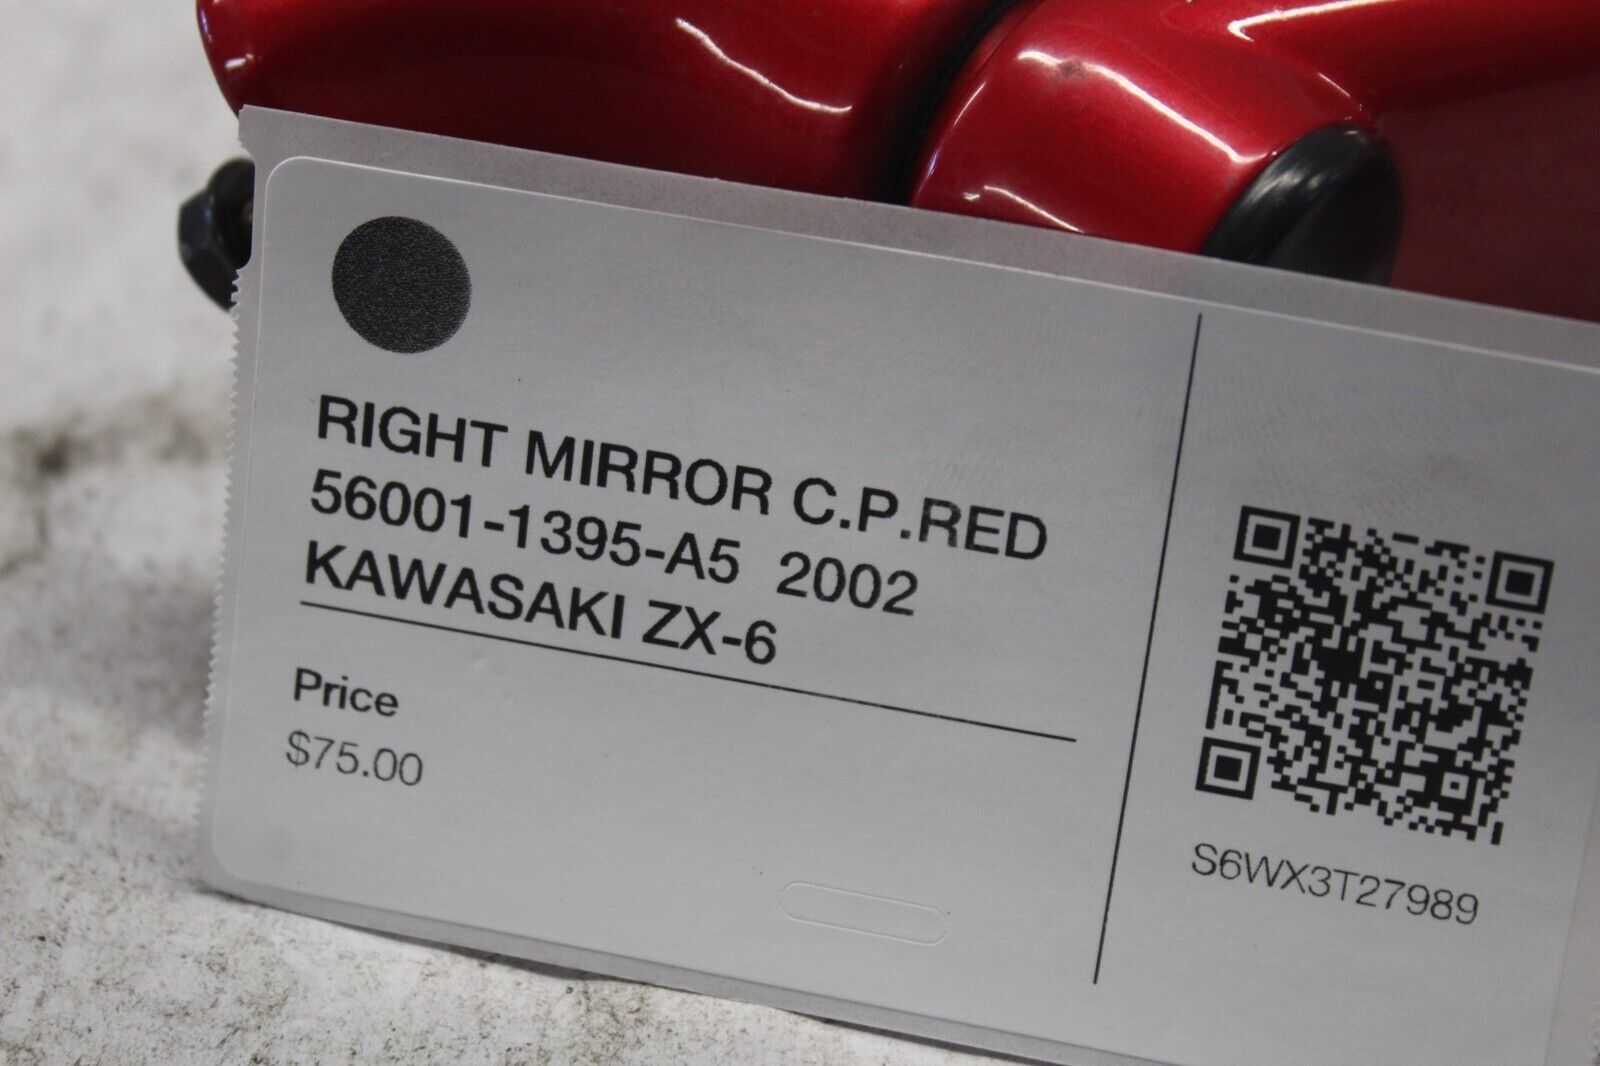 RIGHT MIRROR C.P.RED
56001-1395-A5 2002
KAWASAKI ZX-6
Price
$75.00
S6WX3T27989